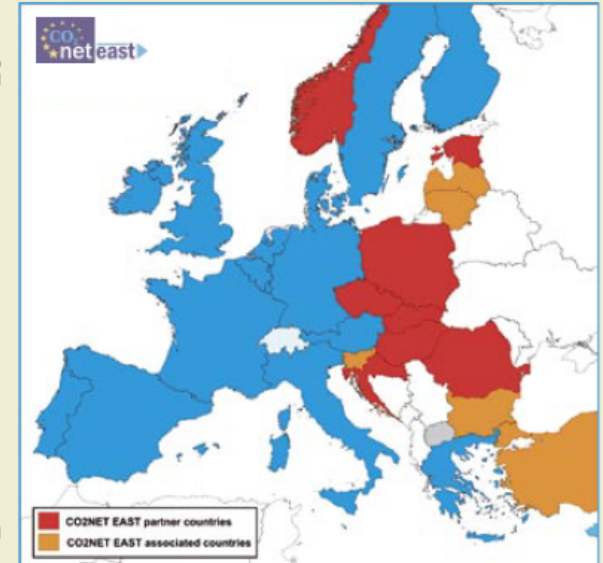 CO₂
net east
CO2NET EAST partner countries
CO2NET EAST associated countries